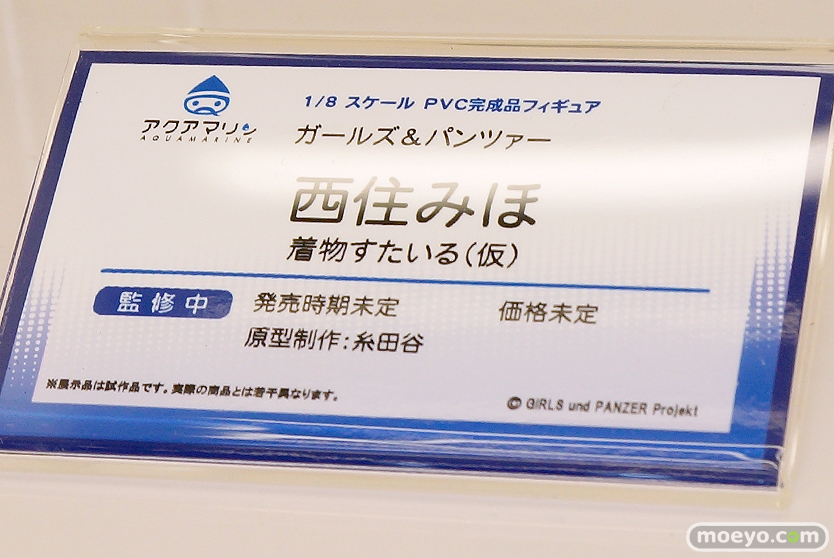 アクアマリン
AQUAMARINE
1/8 スケール PVC完成品フィギュア
ガールズ&パンツァー
西住みほ
着物すたいる(仮)
監修中 発売時期未定 価格未定
原型制作:糸田谷
※展示品は試作品です。実際の商品とは若干異なります。
© GIRLS und PANZER Projekt
moeyo.com